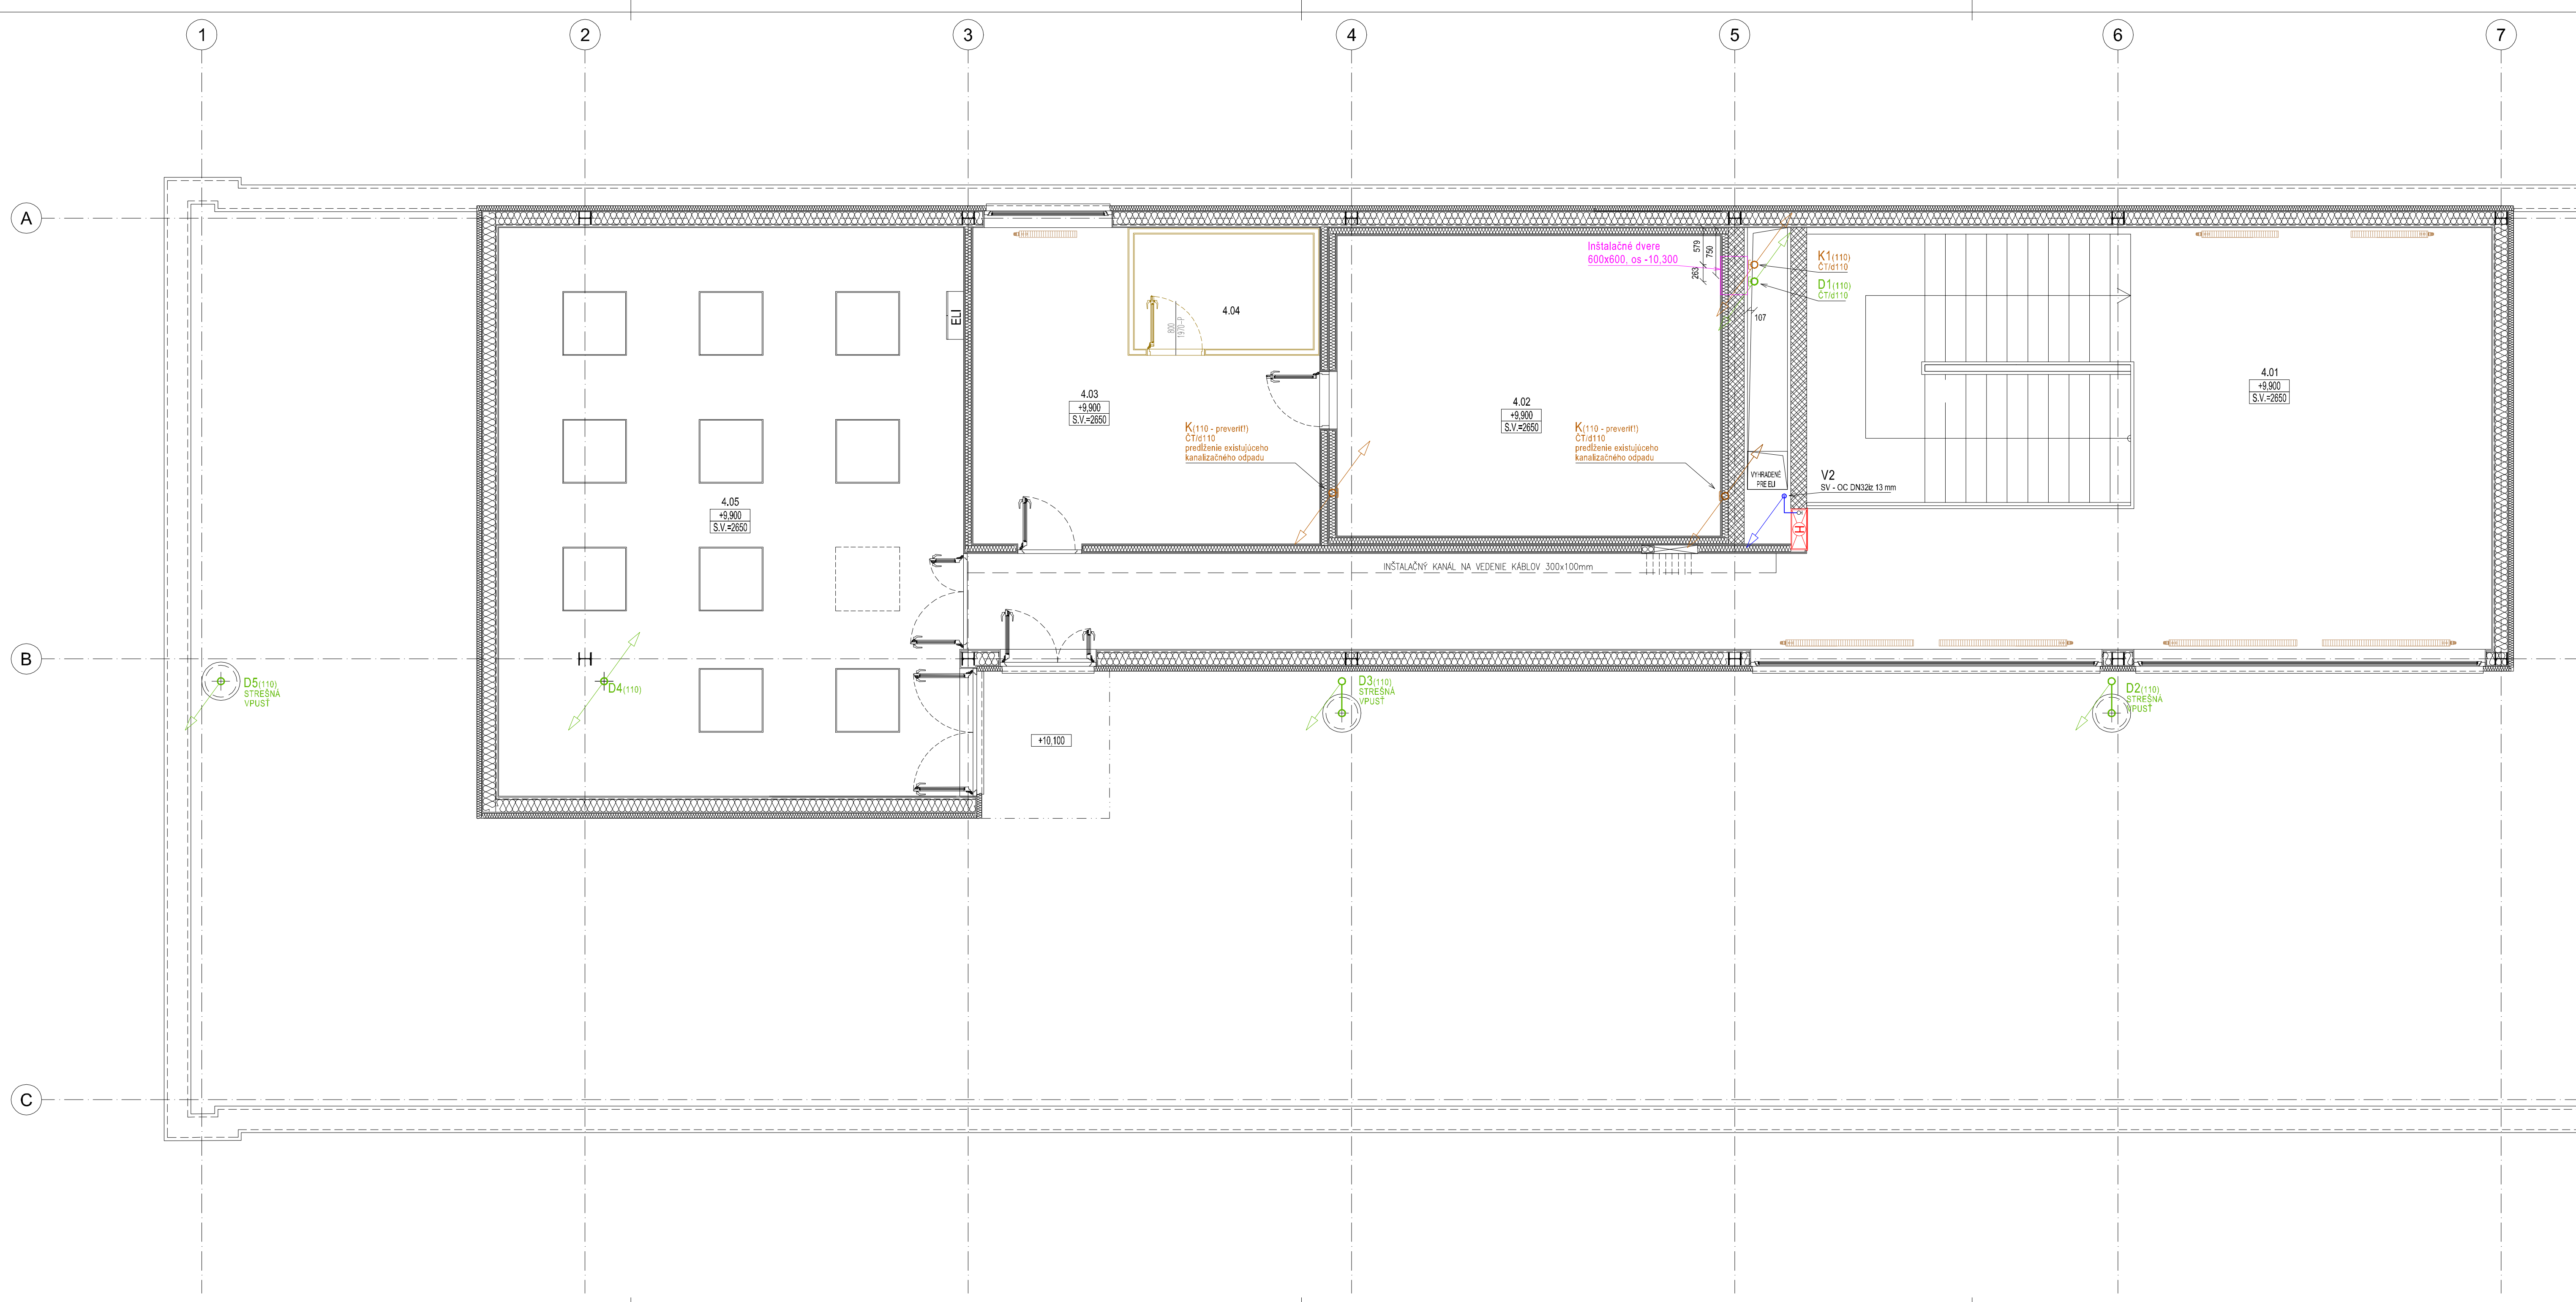 1
2
3
4
5
6
7
A
B
C
Inštalačné dvere
600x600, os -10,300
579
750
263
107
K1(110)
ČT/d110
D1(110)
ČT/d110
ELI
4.04
800
1970-P
4.03
+9,900
S.V.=2650
4.02
+9,900
S.V.=2650
4.01
+9,900
S.V.=2650
K(110 - preveriť!)
ČT/d110
predĺženie existujúceho
kanalizačného odpadu
K(110 - preveriť!)
ČT/d110
predĺženie existujúceho
kanalizačného odpadu
VYHRADENÉ
PRE ELI
V2
SV - OC DN32iz 13 mm
H
4.05
+9,900
S.V.=2650
INŠTALAČNÝ KANÁL NA VEDENIE KÁBLOV 300x100mm
D5(110)
STREŠNÁ
VPUSŤ
D4(110)
D3(110)
STREŠNÁ
VPUSŤ
D2(110)
STREŠNÁ
VPUSŤ
+10,100